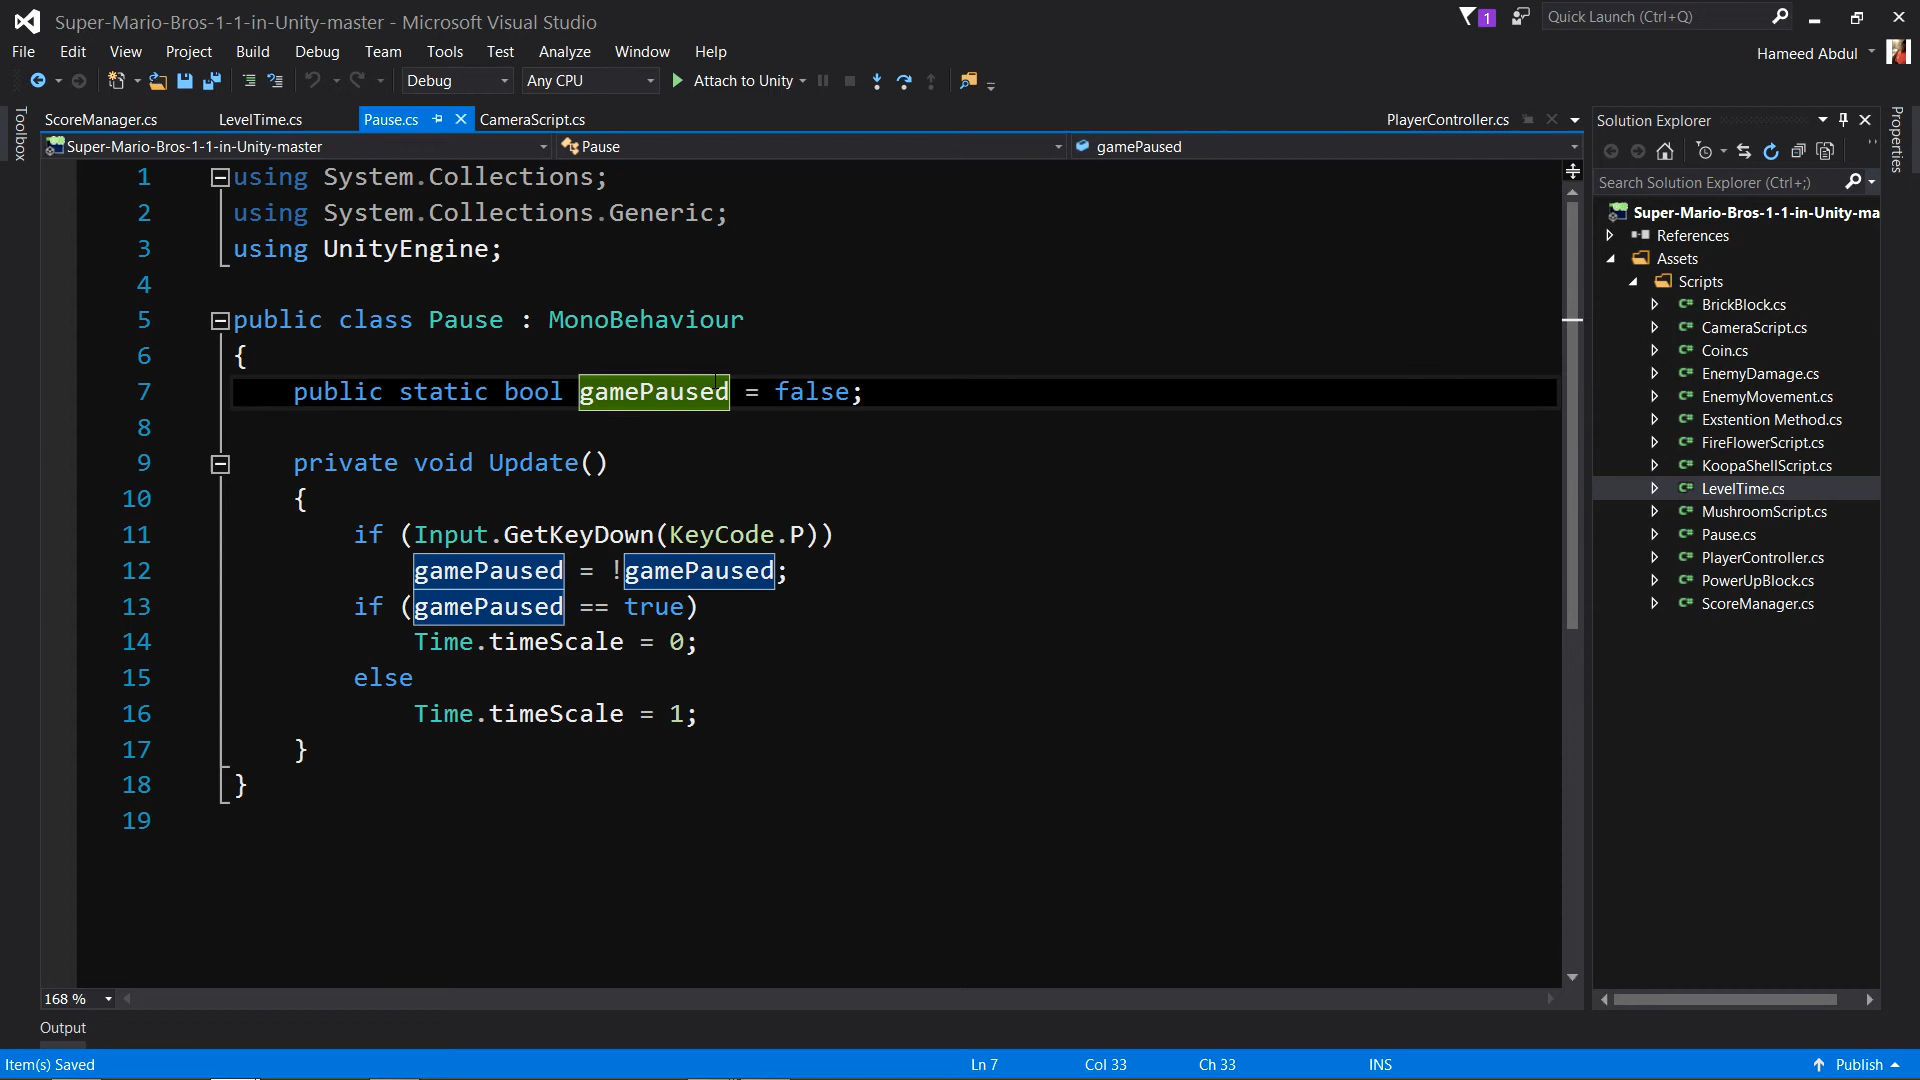 Super-Mario-Bros-1-1-in-Unity-master - Microsoft Visual Studio
1
Quick Launch (Ctrl+Q)
File Edit View Project Build Debug Team Tools Test Analyze Window Help
Hameed Abdul
Debug Any CPU Attach to Unity
Toolbox
ScoreManager.cs LevelTime.cs Pause.cs CameraScript.cs PlayerController.cs
Super-Mario-Bros-1-1-in-Unity-master Pause gamePaused
1 using System.Collections;
2 using System.Collections.Generic;
3 using UnityEngine;
4
5 public class Pause : MonoBehaviour
6 {
7 public static bool gamePaused = false;
8
9 private void Update()
10 {
11 if (Input.GetKeyDown(KeyCode.P))
12 gamePaused = !gamePaused;
13 if (gamePaused == true)
14 Time.timeScale = 0;
15 else
16 Time.timeScale = 1;
17 }
18 }
19
168 %
Solution Explorer
Search Solution Explorer (Ctrl+;)
Super-Mario-Bros-1-1-in-Unity-ma
References
Assets
Scripts
C# BrickBlock.cs
C# CameraScript.cs
C# Coin.cs
C# EnemyDamage.cs
C# EnemyMovement.cs
C# Exstention Method.cs
C# FireFlowerScript.cs
C# KoopaShellScript.cs
C# LevelTime.cs
C# MushroomScript.cs
C# Pause.cs
C# PlayerController.cs
C# PowerUpBlock.cs
C# ScoreManager.cs
Properties
Output
Item(s) Saved Ln 7 Col 33 Ch 33 INS Publish